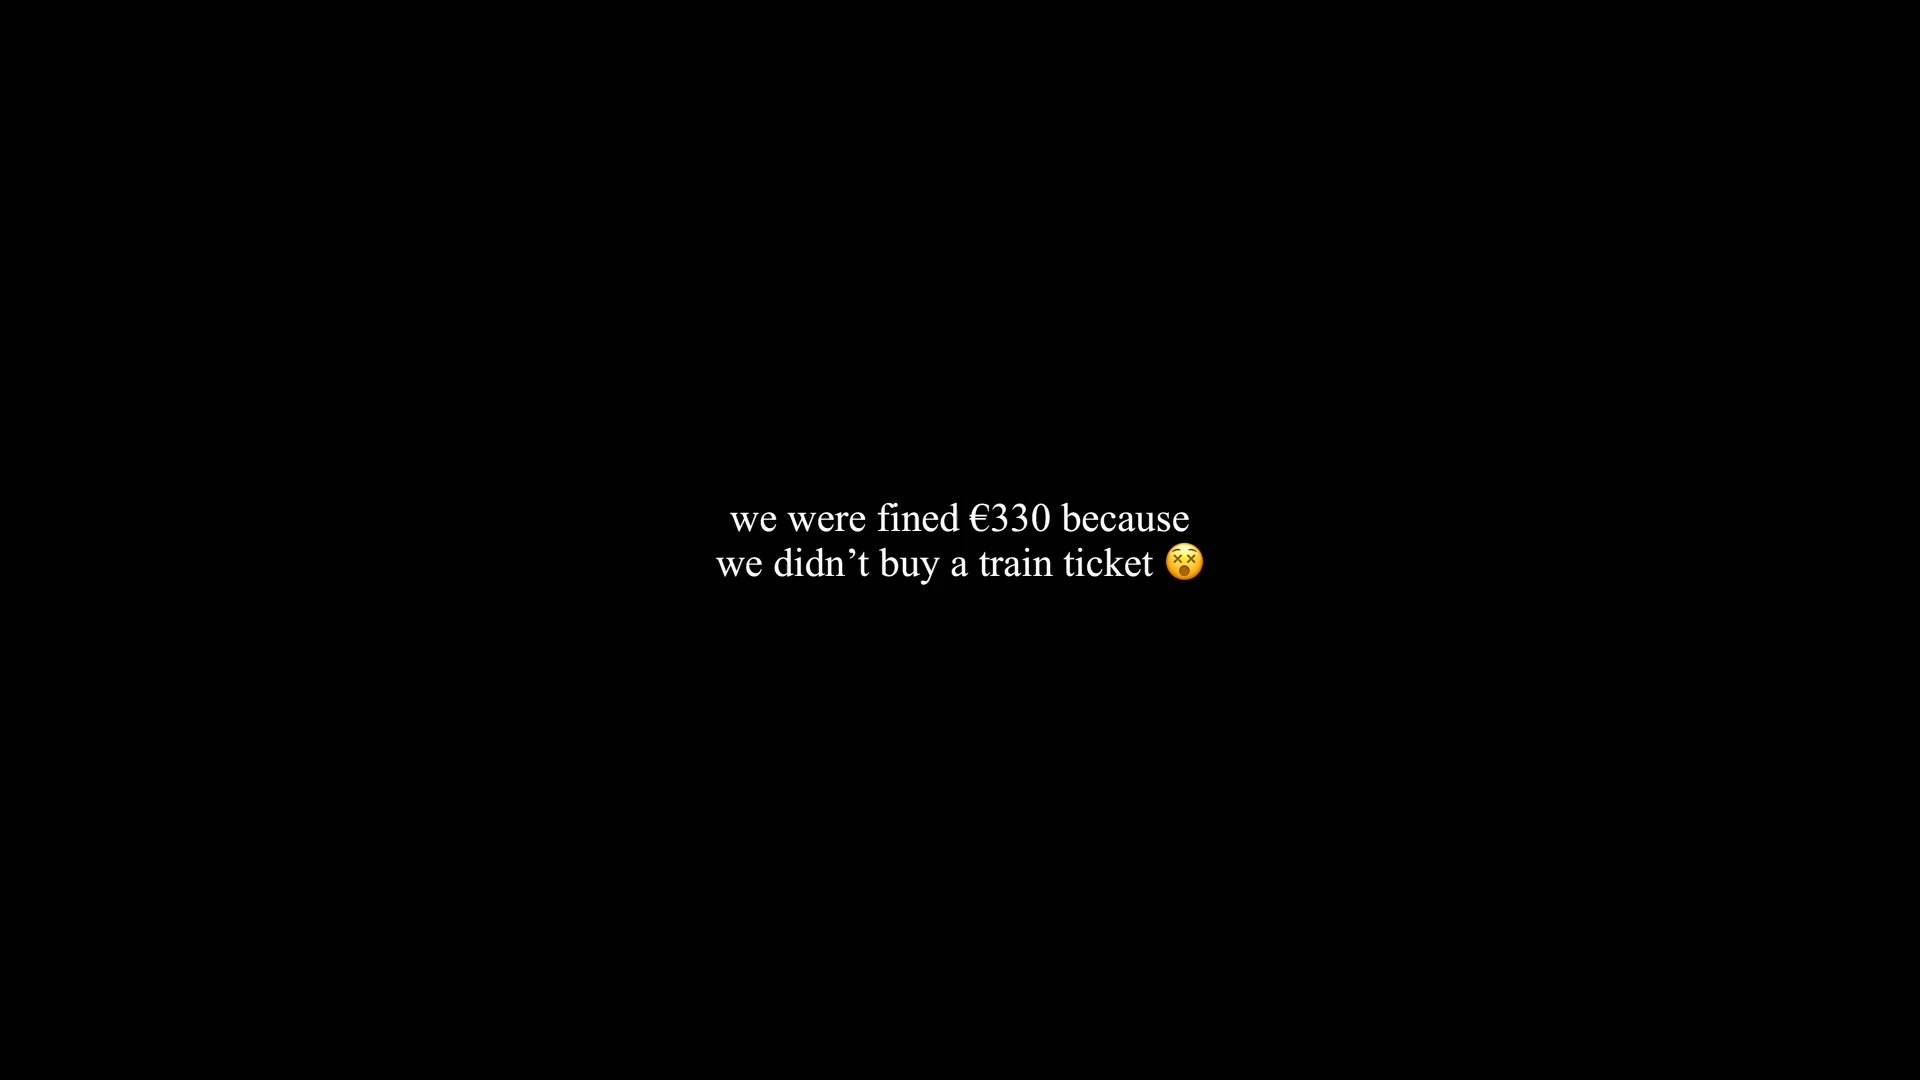 we were fined €330 because
we didn’t buy a train ticket 😵